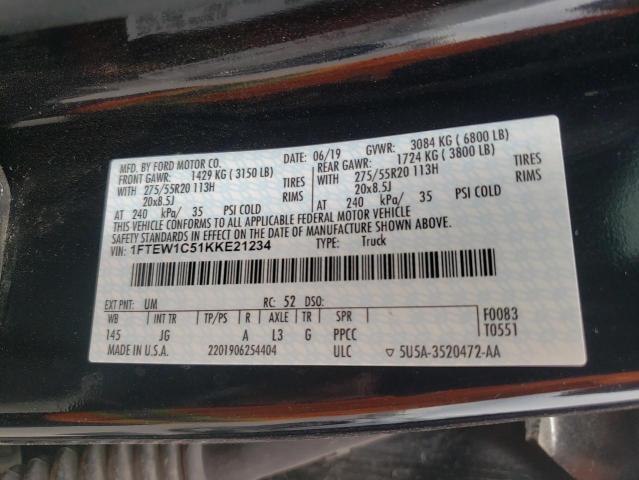 MFD. BY FORD MOTOR CO.
DATE: 06/19 GVWR: 3084 KG ( 6800 LB)
FRONT GAWR: 1429 KG ( 3150 LB)
REAR GAWR: 1724 KG ( 3800 LB)
WITH 275/55R20 113H TIRES
WITH 275/55R20 113H TIRES
20x8.5J RIMS
20x8.5J RIMS
AT 240 kPa/ 35 PSI COLD
AT 240 kPa/ 35 PSI COLD
THIS VEHICLE CONFORMS TO ALL APPLICABLE FEDERAL MOTOR VEHICLE
SAFETY STANDARDS IN EFFECT ON THE DATE OF MANUFACTURE SHOWN ABOVE.
VIN: 1FTEW1C51KKE21234
TYPE: Truck
EXT PNT: UM RC: 52 DSO:
WB INT TR TP/PS R AXLE TR SPR
F0083
145 JG A L3 G PPCC
T0551
MADE IN U.S.A. 2201906254404 ULC ▽ 5U5A-3520472-AA